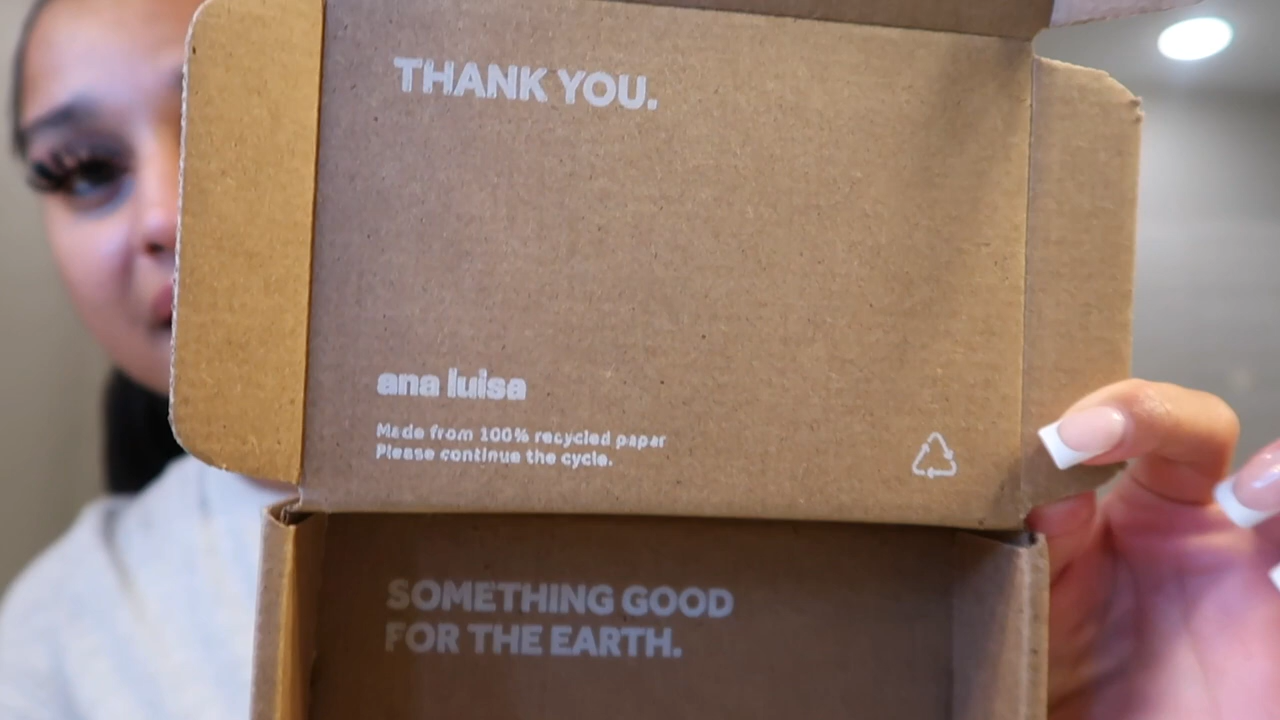 THANK YOU.
ana luisa
Made from 100% recycled paper
Please continue the cycle.
SOMETHING GOOD
FOR THE EARTH.